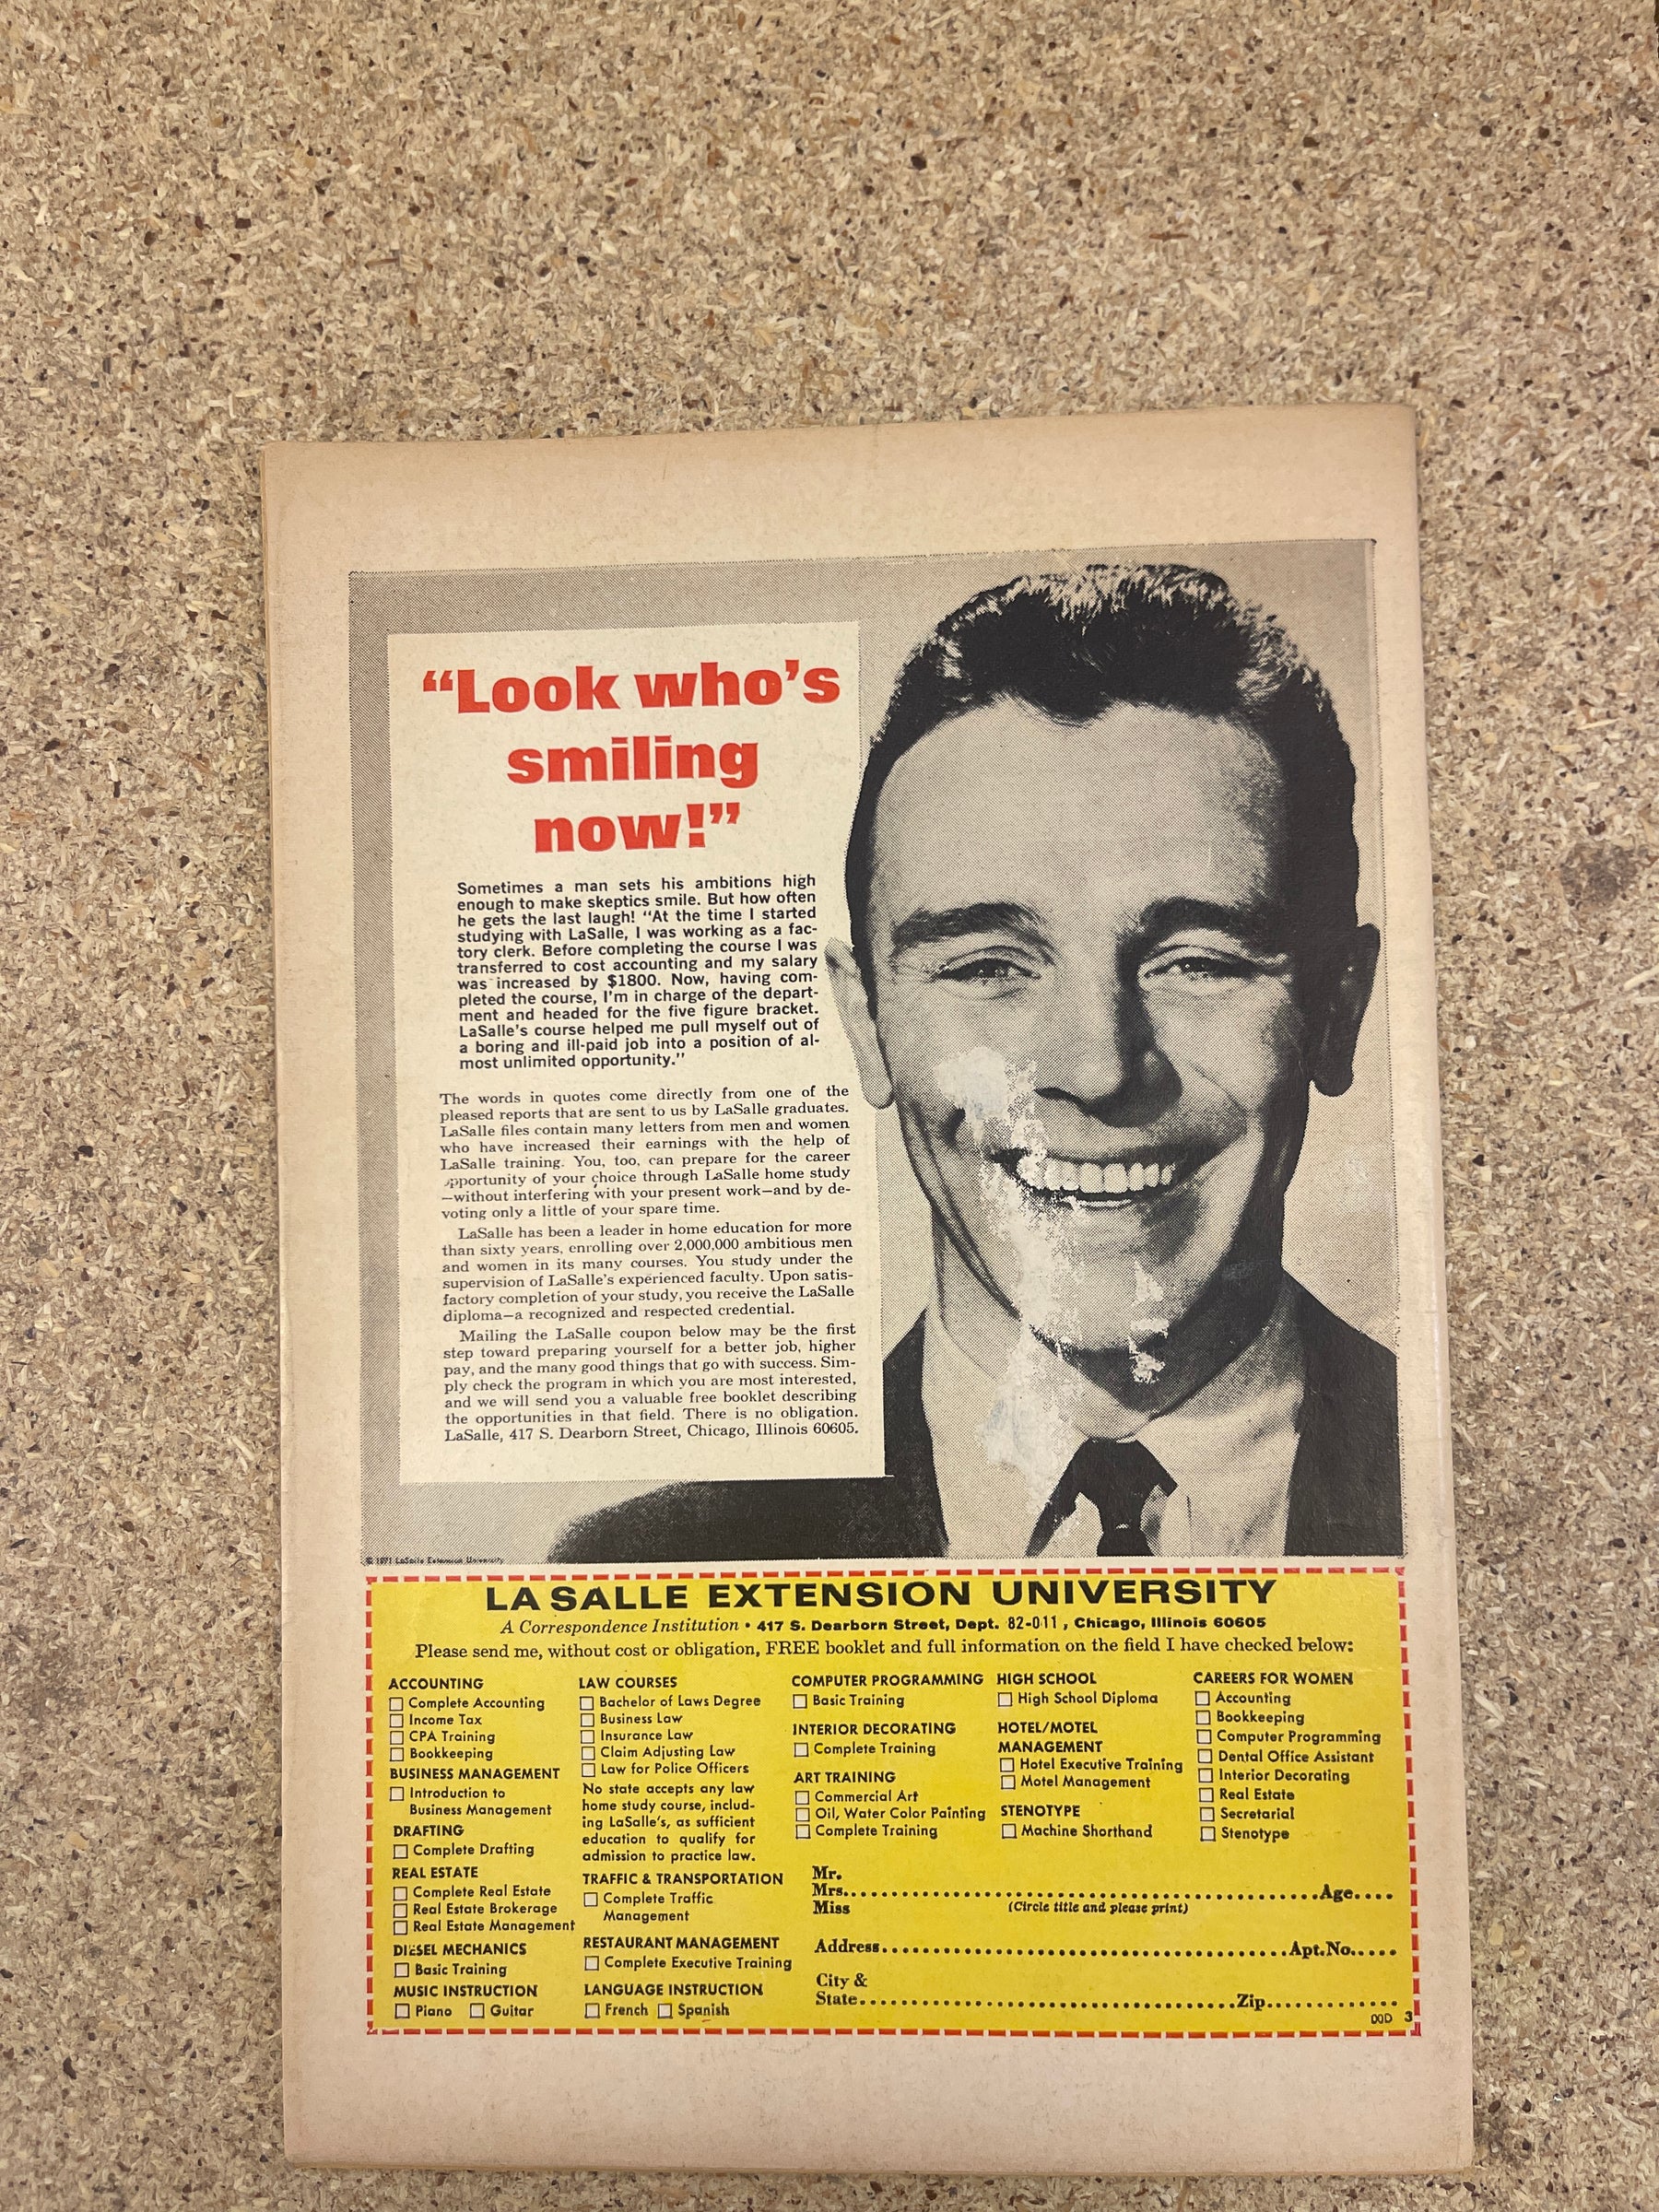 “Look who’s
smiling
now!”
Sometimes a man sets his ambitions high
enough to make skeptics smile. But how often
he gets the last laugh! “At the time I started
studying with LaSalle, I was working as a fac-
tory clerk. Before completing the course I was
transferred to cost accounting and my salary
was increased by $1800. Now, having com-
pleted the course, I’m in charge of the depart-
ment and headed for the five figure bracket.
LaSalle’s course helped me pull myself out of
a boring and ill-paid job into a position of al-
most unlimited opportunity.”
The words in quotes come directly from one of the
pleased reports that are sent to us by LaSalle graduates.
LaSalle files contain many letters from men and women
who have increased their earnings with the help of
LaSalle training. You, too, can prepare for the career
opportunity of your choice through LaSalle home study
—without interfering with your present work—and by de-
voting only a little of your spare time.
LaSalle has been a leader in home education for more
than sixty years, enrolling over 2,000,000 ambitious men
and women in its many courses. You study under the
supervision of LaSalle’s experienced faculty. Upon satis-
factory completion of your study, you receive the LaSalle
diploma—a recognized and respected credential.
Mailing the LaSalle coupon below may be the first
step toward preparing yourself for a better job, higher
pay, and the many good things that go with success. Sim-
ply check the program in which you are most interested,
and we will send you a valuable free booklet describing
the opportunities in that field. There is no obligation.
LaSalle, 417 S. Dearborn Street, Chicago, Illinois 60605.
© 1971 LaSalle Extension University
LA SALLE EXTENSION UNIVERSITY
A Correspondence Institution • 417 S. Dearborn Street, Dept. 82-011, Chicago, Illinois 60605
Please send me, without cost or obligation, FREE booklet and full information on the field I have checked below:
ACCOUNTING
Complete Accounting
Income Tax
CPA Training
Bookkeeping
BUSINESS MANAGEMENT
Introduction to
Business Management
DRAFTING
Complete Drafting
REAL ESTATE
Complete Real Estate
Real Estate Brokerage
Real Estate Management
DIESEL MECHANICS
Basic Training
MUSIC INSTRUCTION
Piano Guitar
LAW COURSES
Bachelor of Laws Degree
Business Law
Insurance Law
Claim Adjusting Law
Law for Police Officers
No state accepts any law
home study course, includ-
ing LaSalle’s, as sufficient
education to qualify for
admission to practice law.
TRAFFIC & TRANSPORTATION
Complete Traffic
Management
RESTAURANT MANAGEMENT
Complete Executive Training
LANGUAGE INSTRUCTION
French Spanish
COMPUTER PROGRAMMING
Basic Training
INTERIOR DECORATING
Complete Training
ART TRAINING
Commercial Art
Oil, Water Color Painting
Complete Training
HIGH SCHOOL
High School Diploma
HOTEL/MOTEL
MANAGEMENT
Hotel Executive Training
Motel Management
STENOTYPE
Machine Shorthand
CAREERS FOR WOMEN
Accounting
Bookkeeping
Computer Programming
Dental Office Assistant
Interior Decorating
Real Estate
Secretarial
Stenotype
Mr.
Mrs. Age
Miss (Circle title and please print)
Address Apt.No.
City &
State Zip
DQD 3